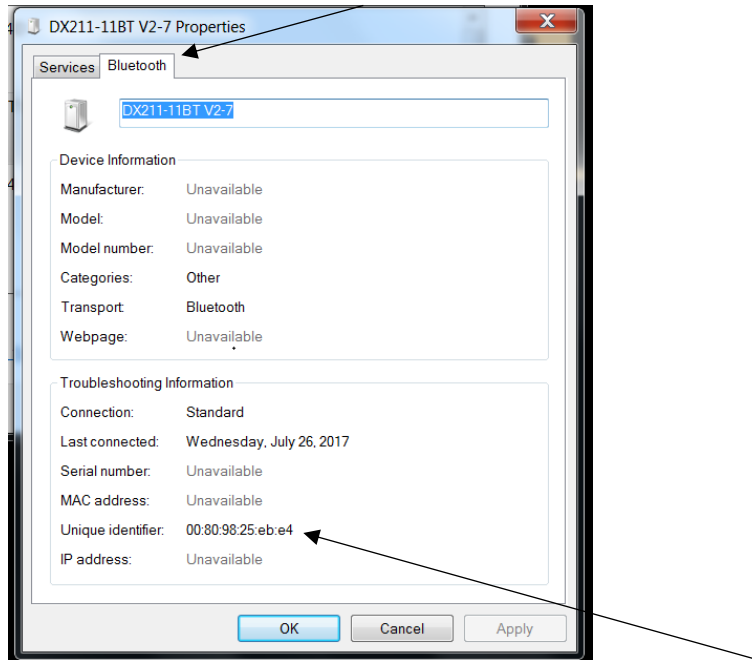 DX211-11BT V2-7 Properties
X
Services Bluetooth
DX211-11BT V2-7
Device Information
Manufacturer: Unavailable
Model: Unavailable
Model number: Unavailable
Categories: Other
Transport: Bluetooth
Webpage: Unavailable
Troubleshooting Information
Connection: Standard
Last connected: Wednesday, July 26, 2017
Serial number: Unavailable
MAC address: Unavailable
Unique identifier: 00:80:98:25:eb:e4
IP address: Unavailable
OK Cancel Apply